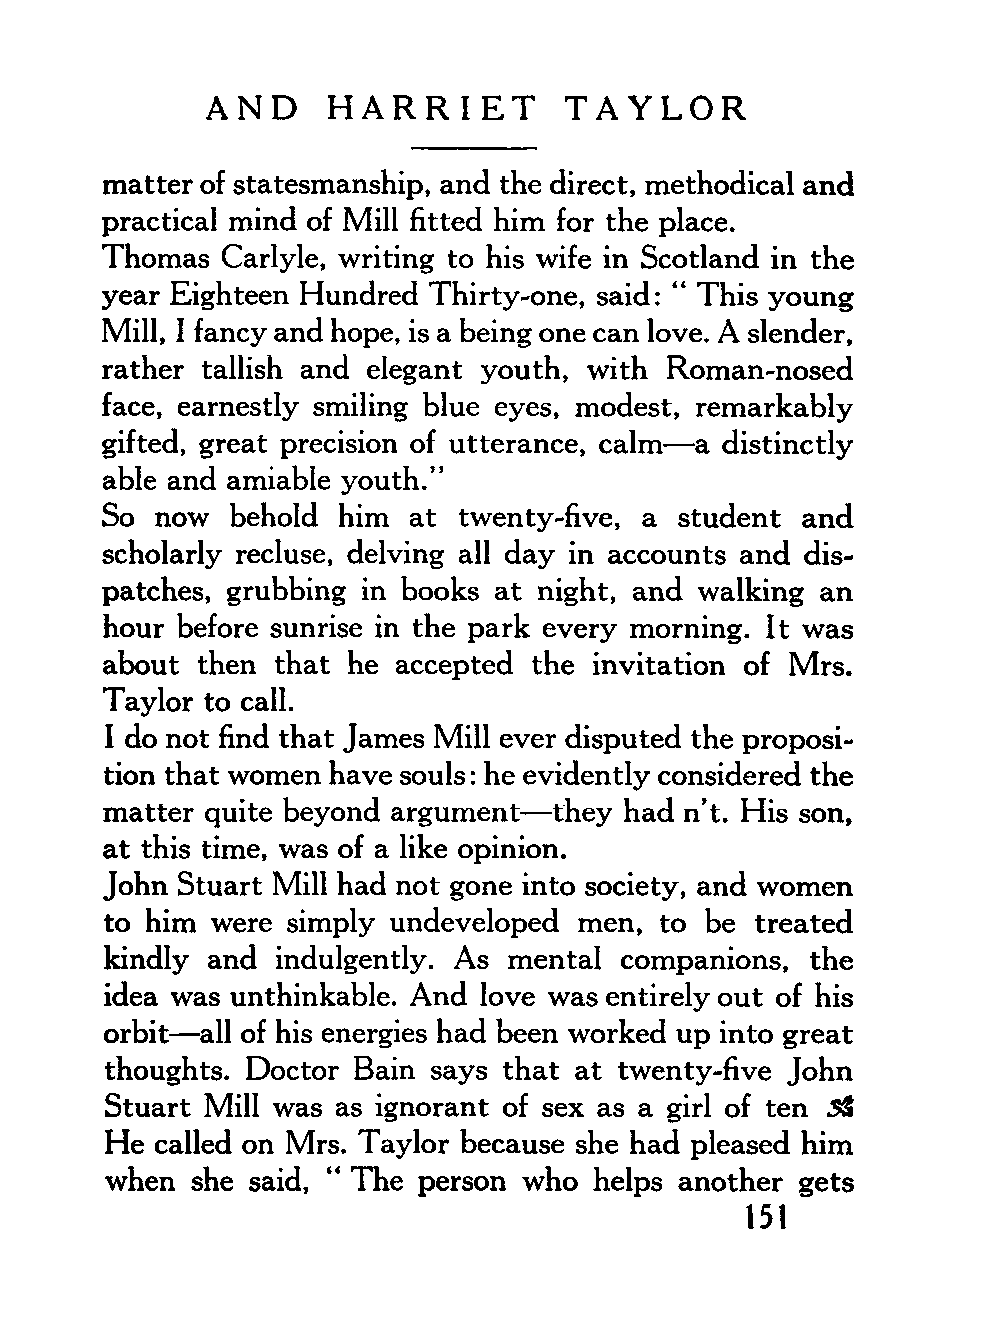 AND HARRIET TAYLOR
matter of statesmanship, and the direct, methodical and
practical mind of Mill fitted him for the place.
Thomas Carlyle, writing to his wife in Scotland in the
year Eighteen Hundred Thirty-one, said: “ This young
Mill, I fancy and hope, is a being one can love. A slender,
rather tallish and elegant youth, with Roman-nosed
face, earnestly smiling blue eyes, modest, remarkably
gifted, great precision of utterance, calm—a distinctly
able and amiable youth.”
So now behold him at twenty-five, a student and
scholarly recluse, delving all day in accounts and dis-
patches, grubbing in books at night, and walking an
hour before sunrise in the park every morning. It was
about then that he accepted the invitation of Mrs.
Taylor to call.
I do not find that James Mill ever disputed the proposi-
tion that women have souls: he evidently considered the
matter quite beyond argument—they had n’t. His son,
at this time, was of a like opinion.
John Stuart Mill had not gone into society, and women
to him were simply undeveloped men, to be treated
kindly and indulgently. As mental companions, the
idea was unthinkable. And love was entirely out of his
orbit—all of his energies had been worked up into great
thoughts. Doctor Bain says that at twenty-five John
Stuart Mill was as ignorant of sex as a girl of ten
He called on Mrs. Taylor because she had pleased him
when she said, “ The person who helps another gets
151